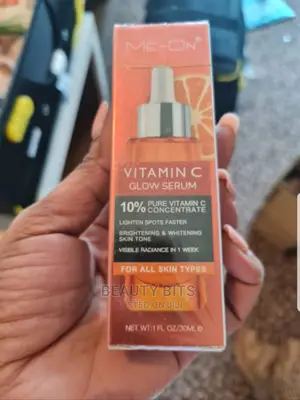 ME-ON®
VITAMIN C
GLOW SERUM
10% PURE VITAMIN C
CONCENTRATE
LIGHTEN SPOTS FASTER
BRIGHTENING & WHITENING
SKIN TONE
VISIBLE RADIANCE IN 1 WEEK
FOR ALL SKIN TYPES
BEAUTY BITS
NET WT:1 FL OZ/30ML℮